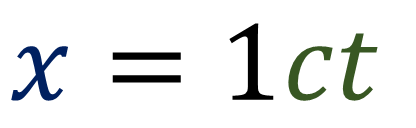 x = 1ct